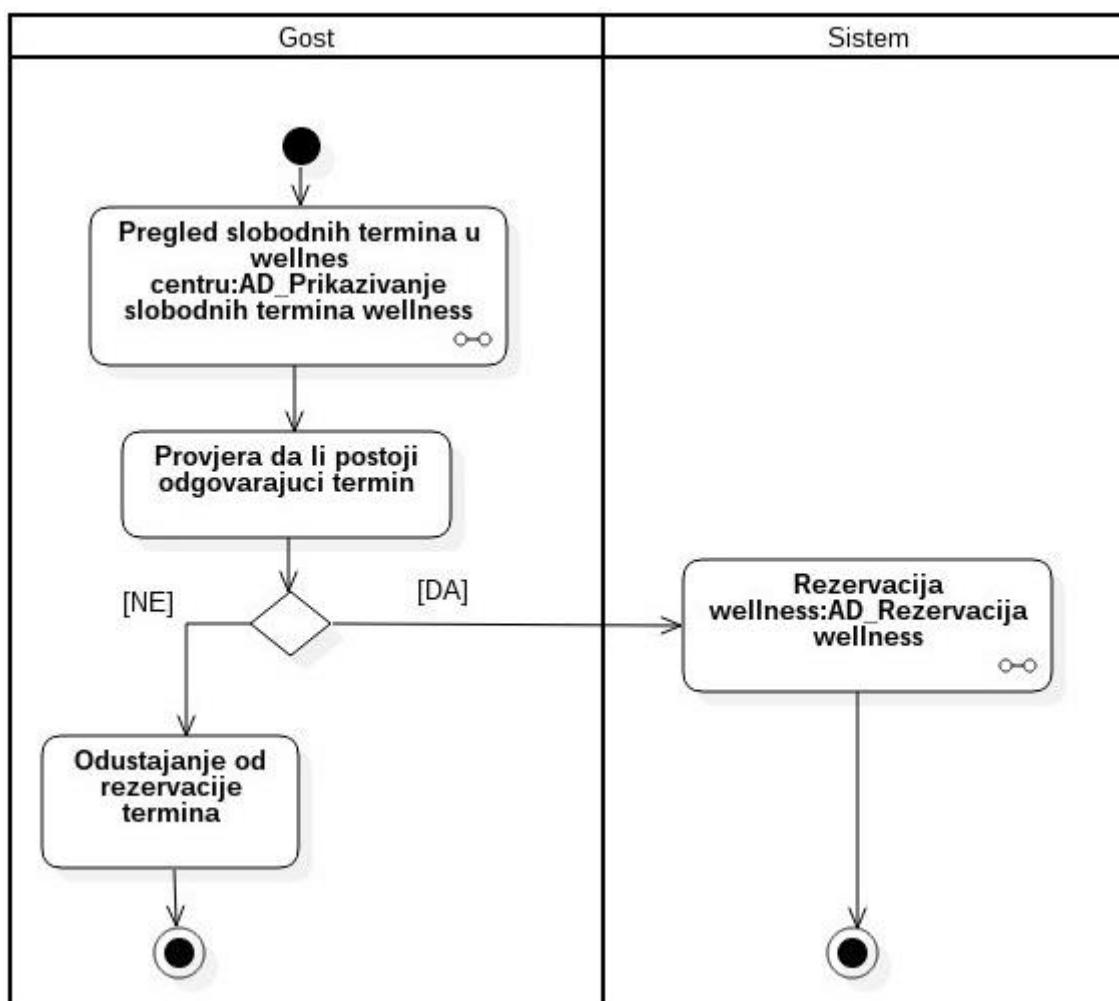 Gost
Sistem
Pregled slobodnih termina u
wellnes
centru:AD_Prikazivanje
slobodnih termina wellness
Provjera da li postoji
odgovarajuci termin
[NE]
[DA]
Rezervacija
wellness:AD_Rezervacija
wellness
Odustajanje od
rezervacije
termina